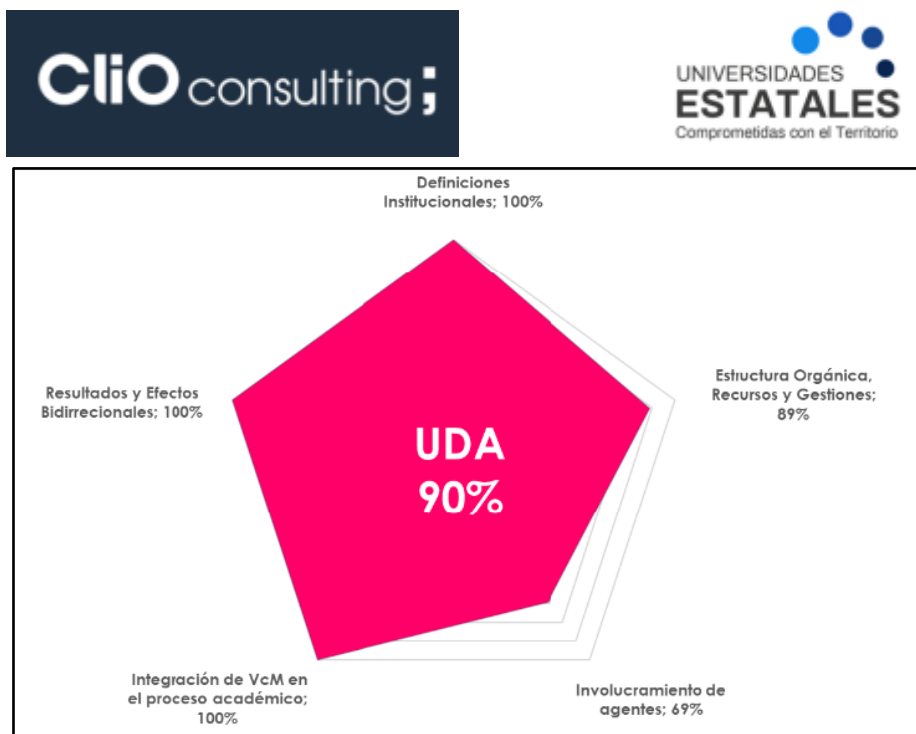 CliO consulting;
UNIVERSIDADES
ESTATALES
Comprometidas con el Territorio
Definiciones
Institucionales; 100%
Estructura Orgánica,
Recursos y Gestiones;
89%
Resultados y Efectos
Bidirrecionales; 100%
UDA
90%
Integración de VcM en
el proceso académico;
100%
Involucramiento de
agentes; 69%